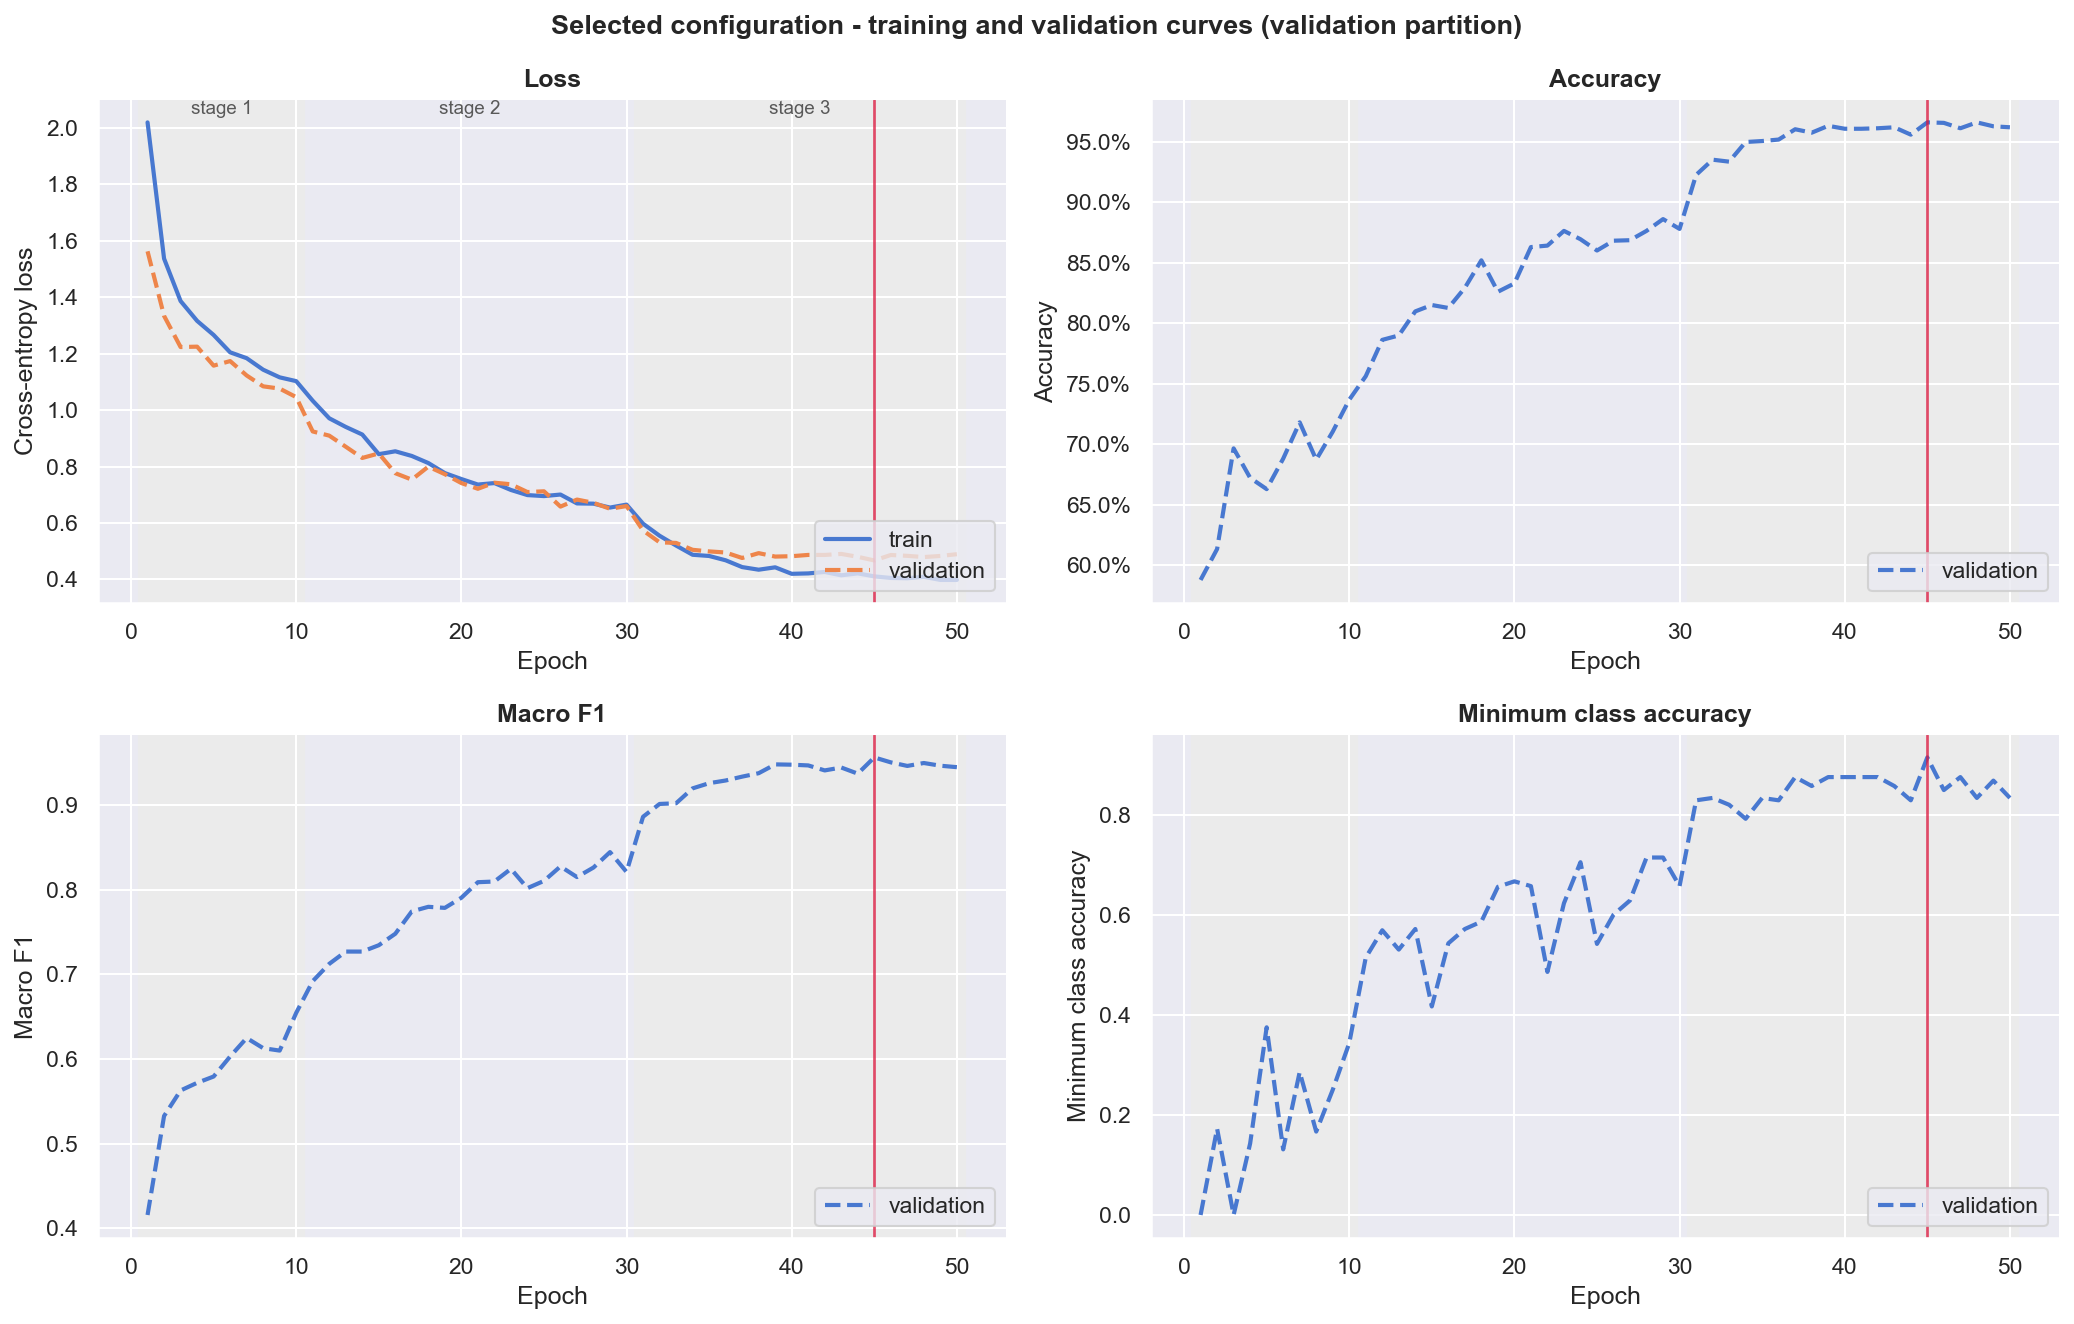 Selected configuration - training and validation curves (validation partition)
Loss
stage 1
stage 2
stage 3
2.0
1.8
1.6
1.4
1.2
1.0
0.8
0.6
0.4
Cross-entropy loss
train
validation
0 10 20 30 40 50
Epoch
Accuracy
95.0%
90.0%
85.0%
80.0%
75.0%
70.0%
65.0%
60.0%
Accuracy
validation
0 10 20 30 40 50
Epoch
Macro F1
0.9
0.8
0.7
0.6
0.5
0.4
Macro F1
validation
0 10 20 30 40 50
Epoch
Minimum class accuracy
0.8
0.6
0.4
0.2
0.0
Minimum class accuracy
validation
0 10 20 30 40 50
Epoch